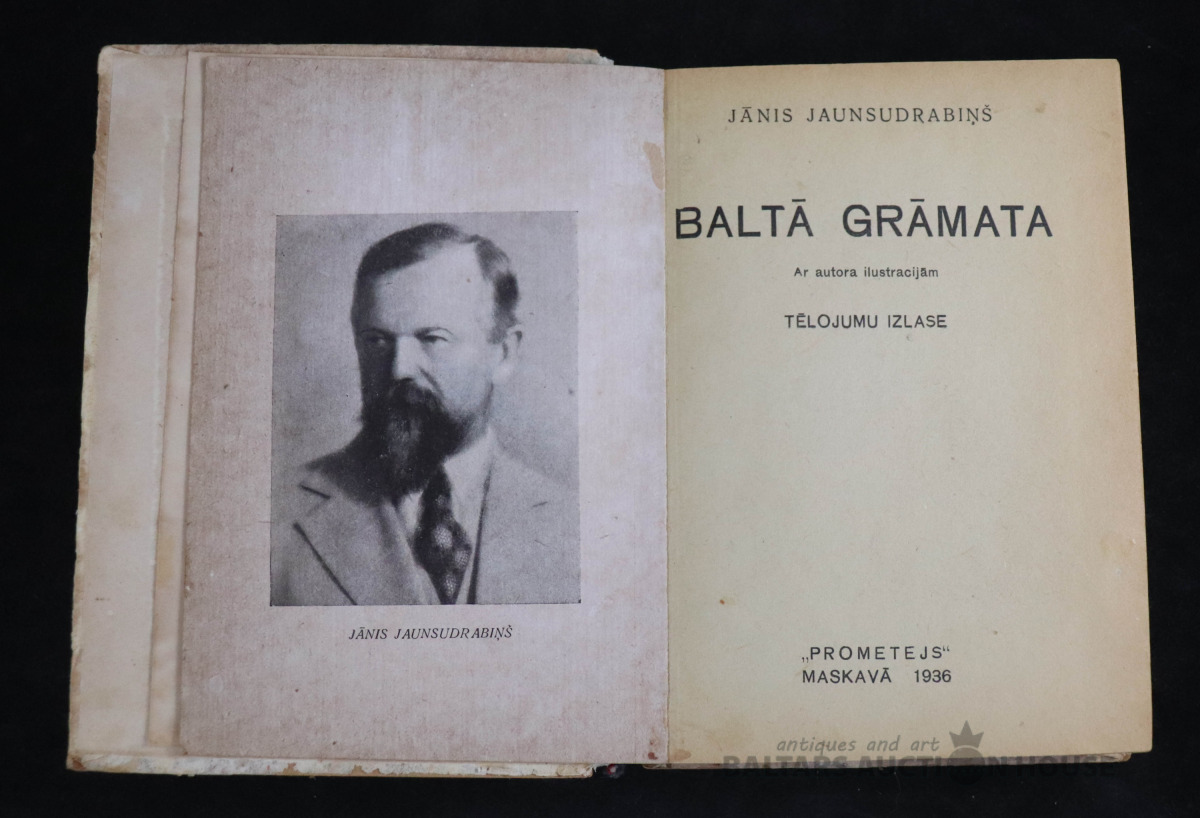 JĀNIS JAUNSUDRABIŅŠ
JĀNIS JAUNSUDRABIŅŠ
BALTĀ GRĀMATA
Ar autora ilustracijām
TĒLOJUMU IZLASE
„PROMETEJS“
MASKAVĀ 1936
antiques and art
BALTARS AUCTION HOUSE